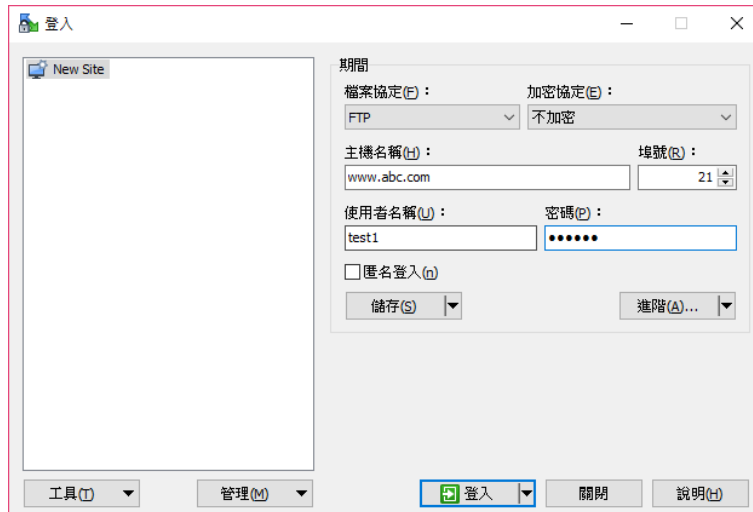 登入
New Site
期間
檔案協定(F)：
加密協定(E)：
FTP
不加密
主機名稱(H)：
埠號(R)：
www.abc.com
21
使用者名稱(U)：
密碼(P)：
test1
••••••
匿名登入(n)
儲存(S)
進階(A)...
工具(T)
管理(M)
登入
關閉
說明(H)